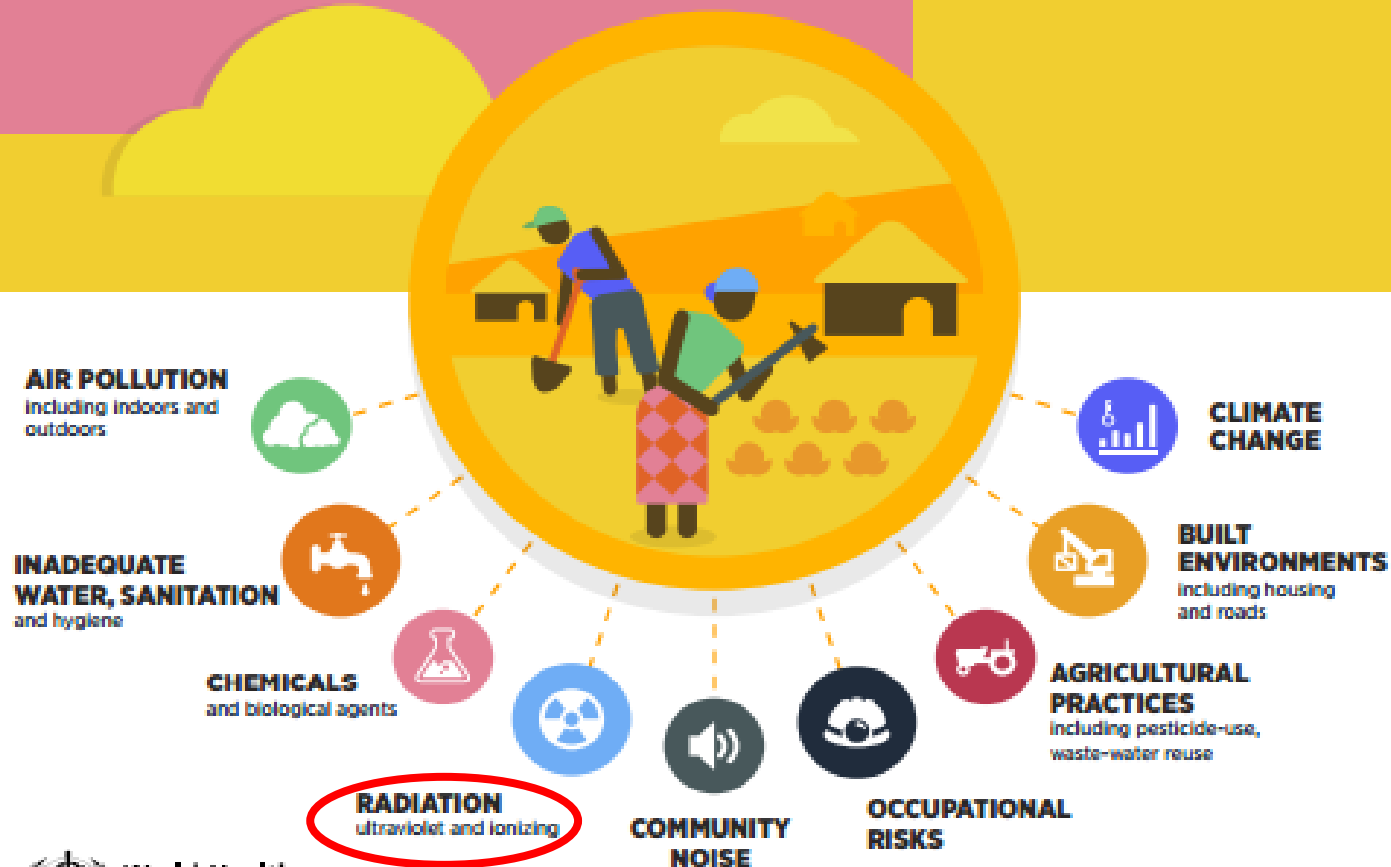 AIR POLLUTION
including indoors and
outdoors
INADEQUATE
WATER, SANITATION
and hygiene
CHEMICALS
and biological agents
RADIATION
ultraviolet and ionizing
COMMUNITY
NOISE
OCCUPATIONAL
RISKS
AGRICULTURAL
PRACTICES
including pesticide-use,
waste-water reuse
BUILT
ENVIRONMENTS
including housing
and roads
CLIMATE
CHANGE